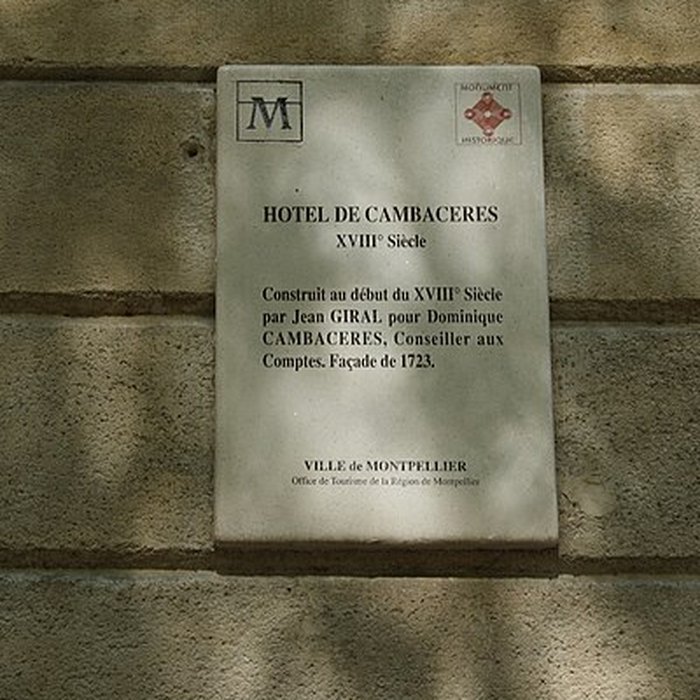 M
MONUMENT
HISTORIQUE
HOTEL DE CAMBACERES
XVIII° Siècle
Construit au début du XVIII° Siècle
par Jean GIRAL pour Dominique
CAMBACERES, Conseiller aux
Comptes. Façade de 1723.
VILLE de MONTPELLIER
Office de Tourisme de la Région de Montpellier